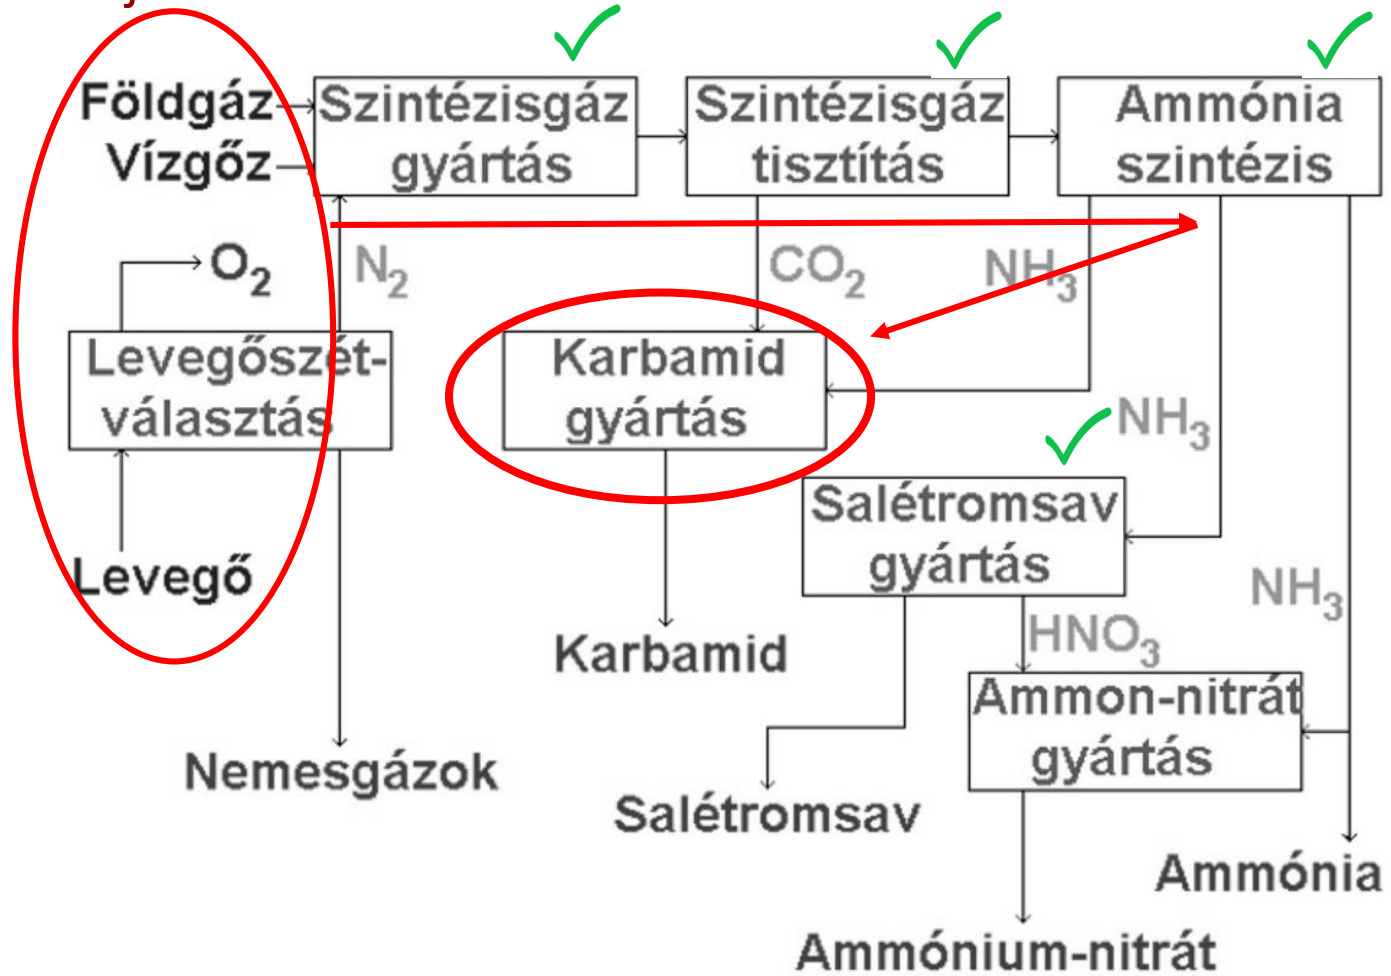 Földgáz
Vízgőz
Szintézisgáz
gyártás
Szintézisgáz
tisztítás
Ammónia
szintézis
O2
N2
CO2
NH3
Levegőszét-
választás
Karbamid
gyártás
NH3
Levegő
Salétromsav
gyártás
NH3
HNO3
Karbamid
Ammon-nitrát
gyártás
Nemesgázok
Salétromsav
Ammónia
Ammónium-nitrát